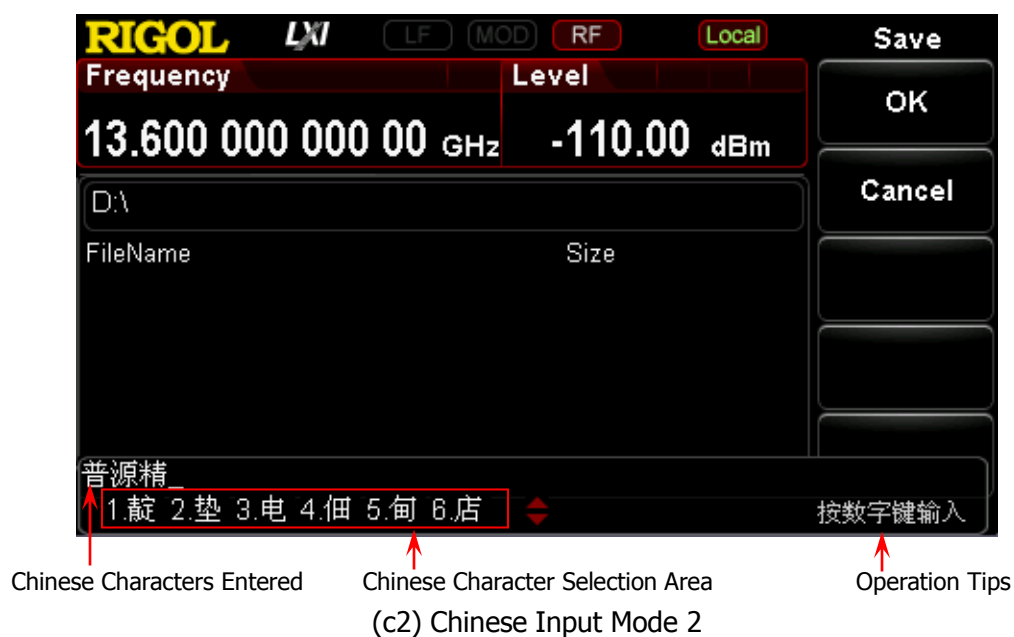 RIGOL LXI LF MOD RF Local Save
Frequency Level
OK
13.600 000 000 00 GHz -110.00 dBm
Cancel
D:\
FileName Size
普源精_
1.靛 2.垫 3.电 4.佃 5.甸 6.店 按数字键输入
Chinese Characters Entered Chinese Character Selection Area Operation Tips
(c2) Chinese Input Mode 2